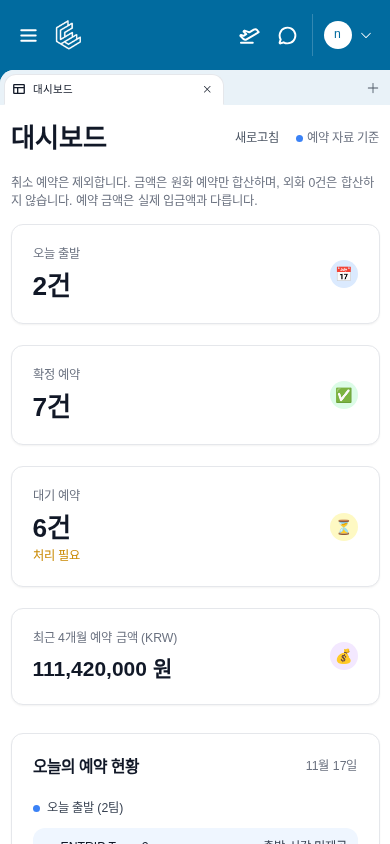 n
대시보드
대시보드
새로고침
예약 자료 기준
취소 예약은 제외합니다. 금액은 원화 예약만 합산하며, 외화 0건은 합산하
지 않습니다. 예약 금액은 실제 입금액과 다릅니다.
오늘 출발
2건
확정 예약
7건
대기 예약
6건
처리 필요
최근 4개월 예약 금액 (KRW)
111,420,000 원
오늘의 예약 현황
11월 17일
오늘 출발 (2팀)